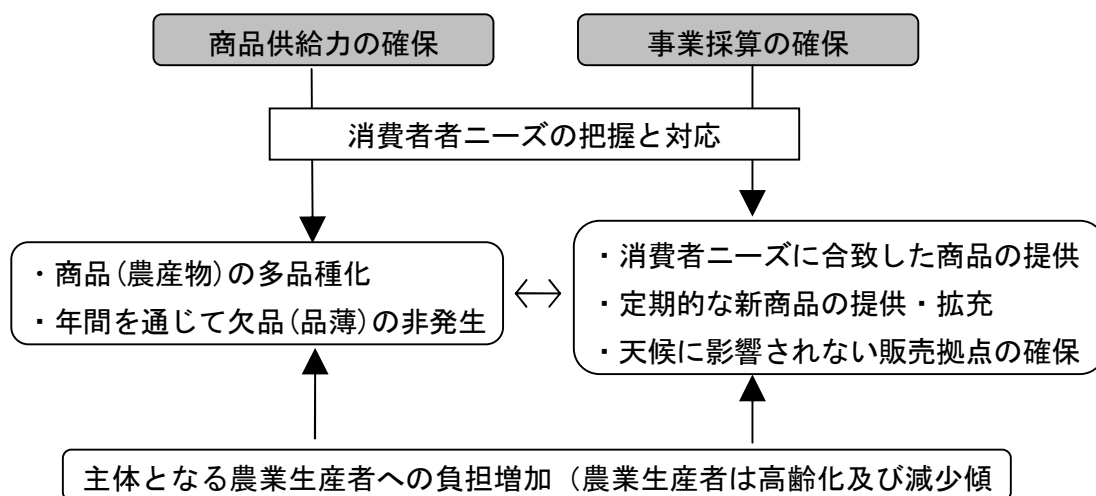 商品供給力の確保
事業採算の確保
消費者者ニーズの把握と対応
・商品(農産物)の多品種化
・年間を通じて欠品(品薄)の非発生
・消費者ニーズに合致した商品の提供
・定期的な新商品の提供・拡充
・天候に影響されない販売拠点の確保
主体となる農業生産者への負担増加（農業生産者は高齢化及び減少傾